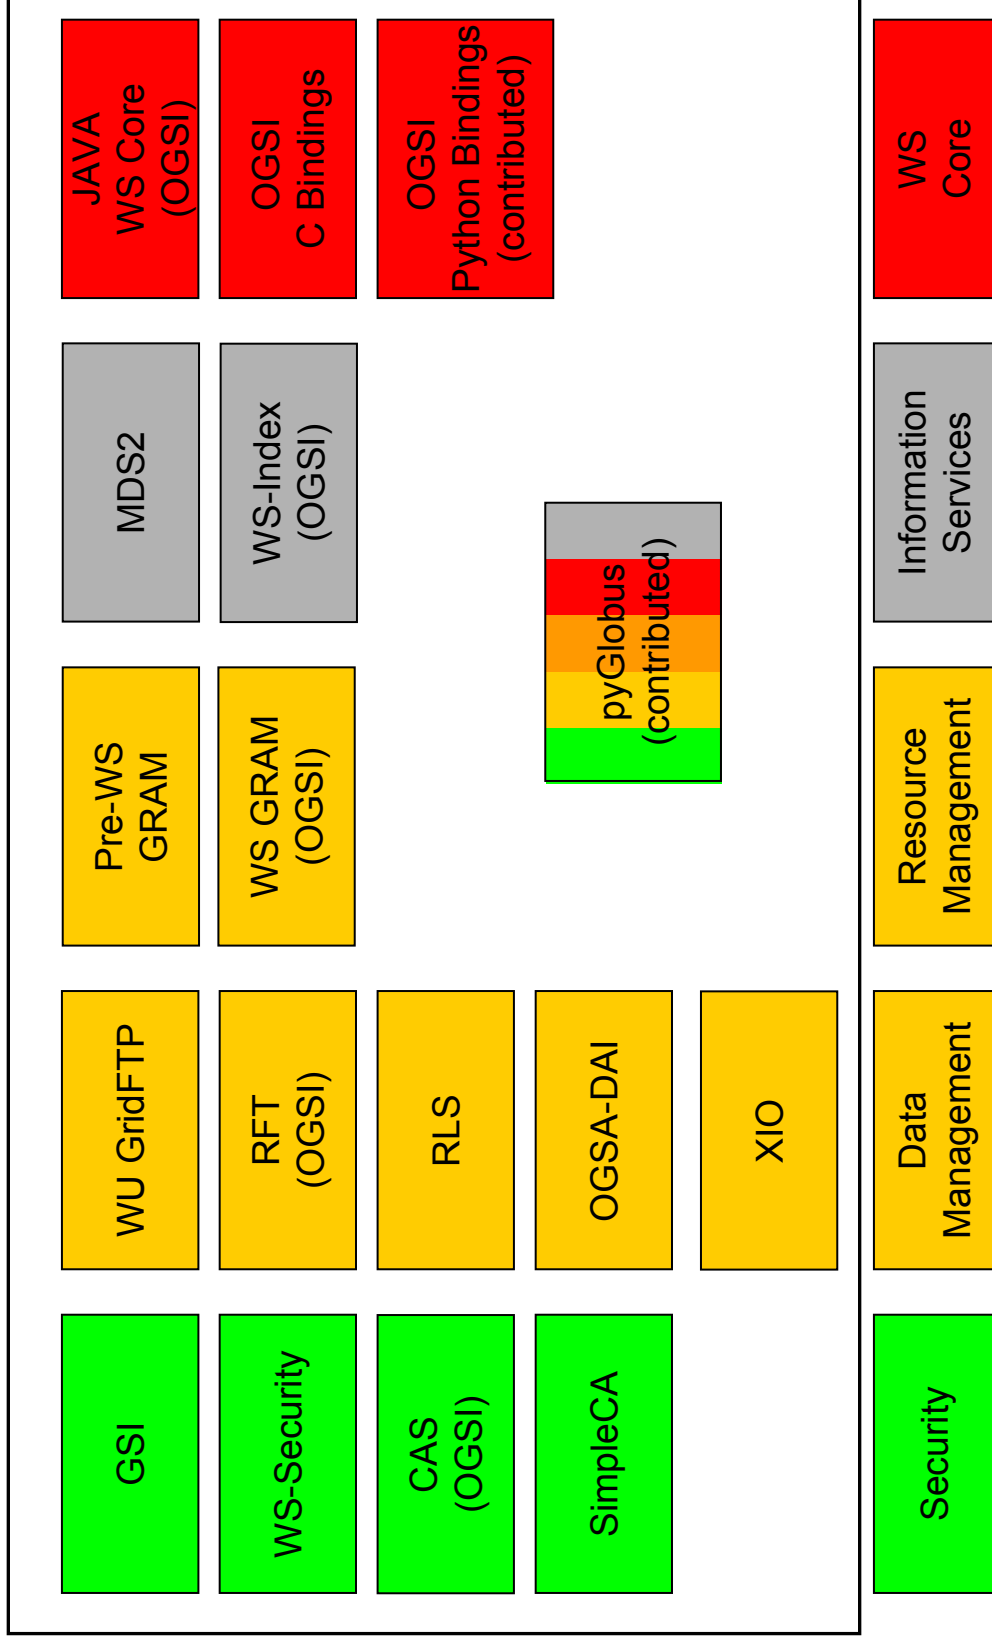 GSI
WU GridFTP
Pre-WS
GRAM
MDS2
JAVA
WS Core
(OGSI)
WS-Security
RFT
(OGSI)
WS GRAM
(OGSI)
WS-Index
(OGSI)
OGSI
C Bindings
CAS
(OGSI)
RLS
OGSI
Python Bindings
(contributed)
SimpleCA
OGSA-DAI
pyGlobus
(contributed)
XIO
Security
Data
Management
Resource
Management
Information
Services
WS
Core